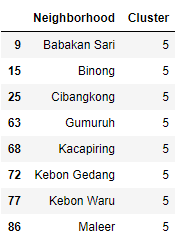 Neighborhood Cluster
9 Babakan Sari 5
15 Binong 5
25 Cibangkong 5
63 Gumuruh 5
68 Kacapiring 5
72 Kebon Gedang 5
77 Kebon Waru 5
86 Maleer 5